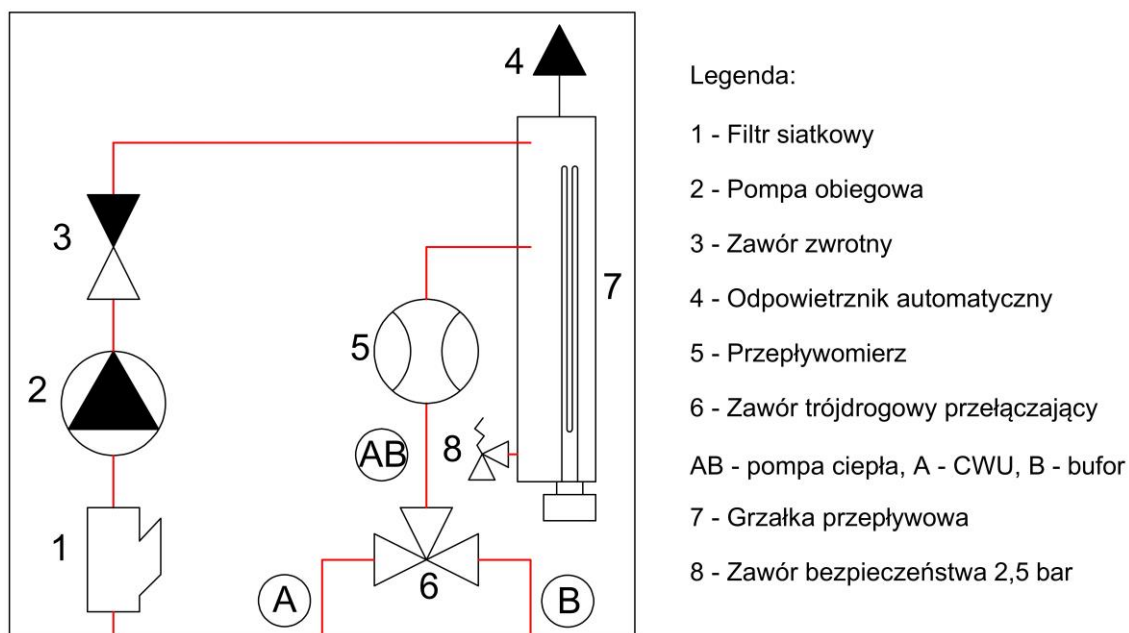 4
3
7
5
2
AB
8
1
6
A
B
Legenda:
1 - Filtr siatkowy
2 - Pompa obiegowa
3 - Zawór zwrotny
4 - Odpowietrznik automatyczny
5 - Przepływomierz
6 - Zawór trójdrogowy przełączający
AB - pompa ciepła, A - CWU, B - bufor
7 - Grzałka przepływowa
8 - Zawór bezpieczeństwa 2,5 bar